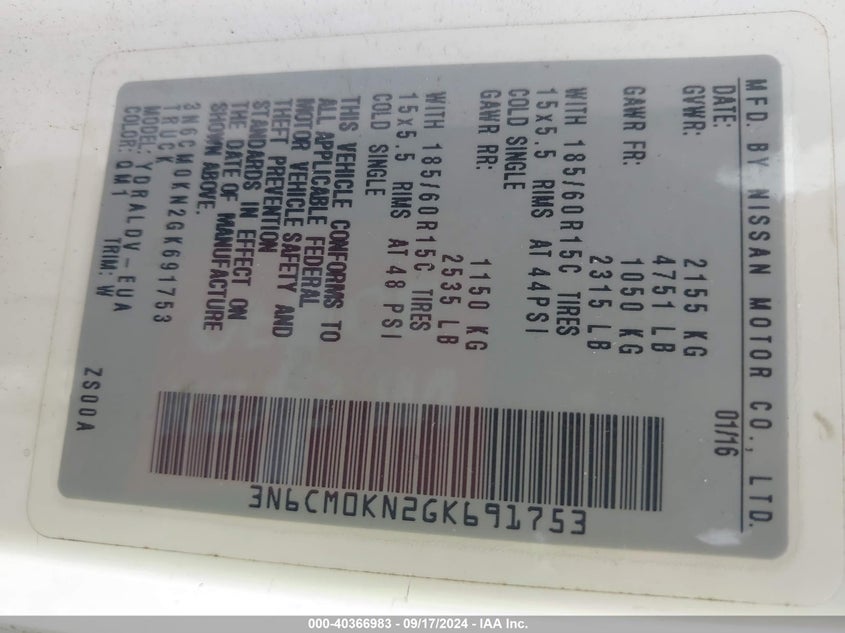 MFD. BY NISSAN MOTOR CO., LTD.
DATE: 01/16
GVWR: 2155 KG
4751 LB
GAWR FR: 1050 KG
2315 LB
WITH 185/60R15C TIRES
15x5.5 RIMS AT 44PSI
COLD SINGLE
GAWR RR: 1150 KG
2535 LB
WITH 185/60R15C TIRES
15x5.5 RIMS AT 48 PSI
COLD SINGLE
THIS VEHICLE CONFORMS TO
ALL APPLICABLE FEDERAL
MOTOR VEHICLE SAFETY AND
THEFT PREVENTION
STANDARDS IN EFFECT ON
THE DATE OF MANUFACTURE
SHOWN ABOVE.
3N6CM0KN2GK691753
TRUCK
MODEL: YDRALDV-EUA
COLOR: QM1 TRIM: W ZS00A
3N6CM0KN2GK691753
000-40366983 - 09/17/2024 - IAA Inc.